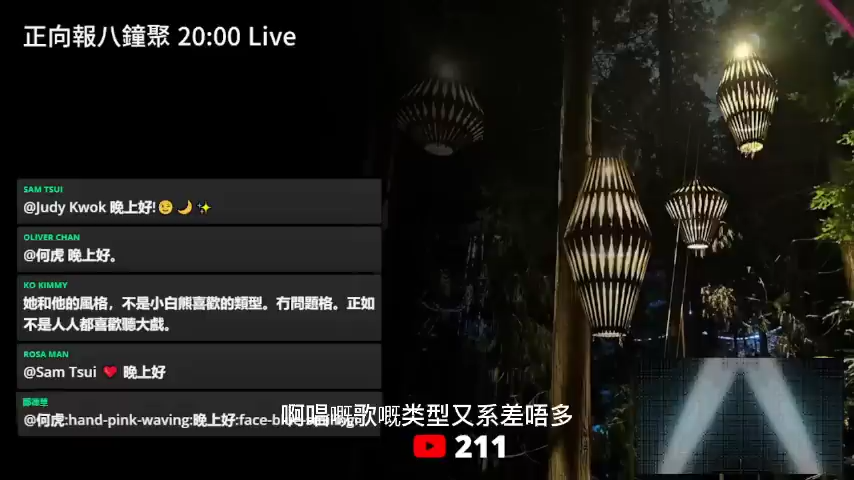 正向報八鐘聚 20:00 Live
SAM TSUI
@Judy Kwok 晚上好!😉🌙✨
OLIVER CHAN
@何虎 晚上好。
KO KIMMY
她和他的風格，不是小白熊喜歡的類型。冇問題格。正如
不是人人都喜歡聽大戲。
ROSA MAN
@Sam Tsui ❤️ 晚上好
@何虎:hand-pink-waving:晚上好:face-b
啊唱嘅歌嘅类型又系差唔多
211